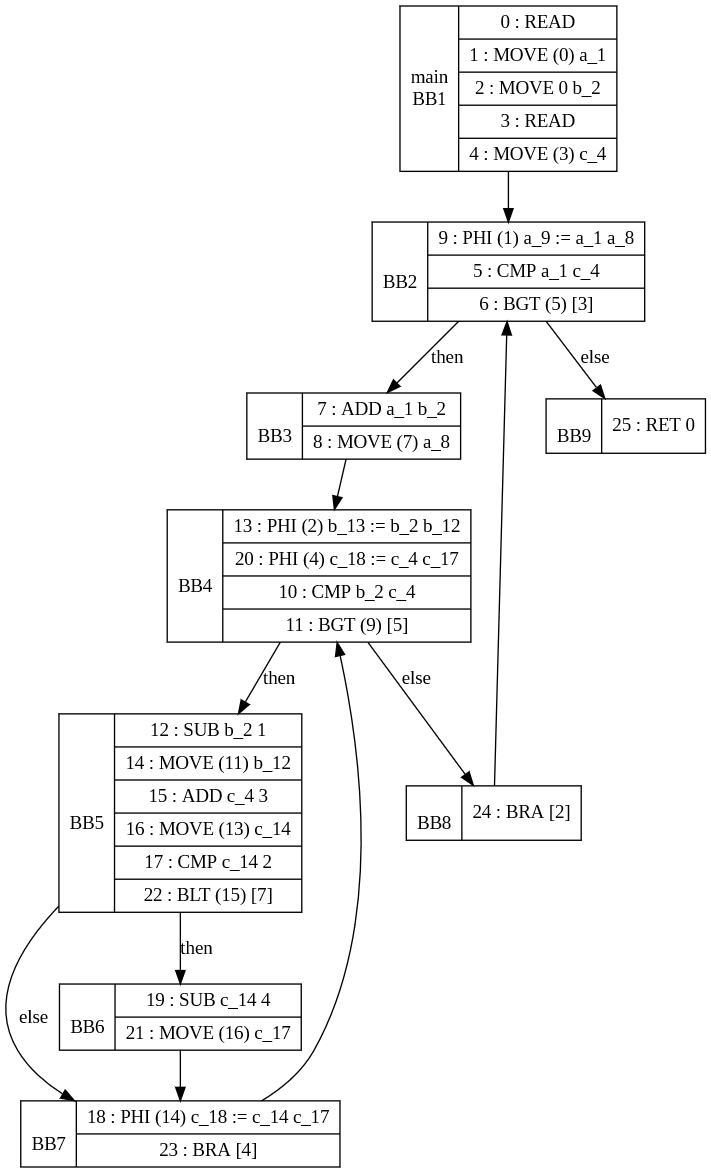 main
BB1
0 : READ
1 : MOVE (0) a_1
2 : MOVE 0 b_2
3 : READ
4 : MOVE (3) c_4
BB2
9 : PHI (1) a_9 := a_1 a_8
5 : CMP a_1 c_4
6 : BGT (5) [3]
then
else
BB3
7 : ADD a_1 b_2
8 : MOVE (7) a_8
BB9
25 : RET 0
BB4
13 : PHI (2) b_13 := b_2 b_12
20 : PHI (4) c_18 := c_4 c_17
10 : CMP b_2 c_4
11 : BGT (9) [5]
then
else
BB5
12 : SUB b_2 1
14 : MOVE (11) b_12
15 : ADD c_4 3
16 : MOVE (13) c_14
17 : CMP c_14 2
22 : BLT (15) [7]
BB8
24 : BRA [2]
then
else
BB6
19 : SUB c_14 4
21 : MOVE (16) c_17
BB7
18 : PHI (14) c_18 := c_14 c_17
23 : BRA [4]